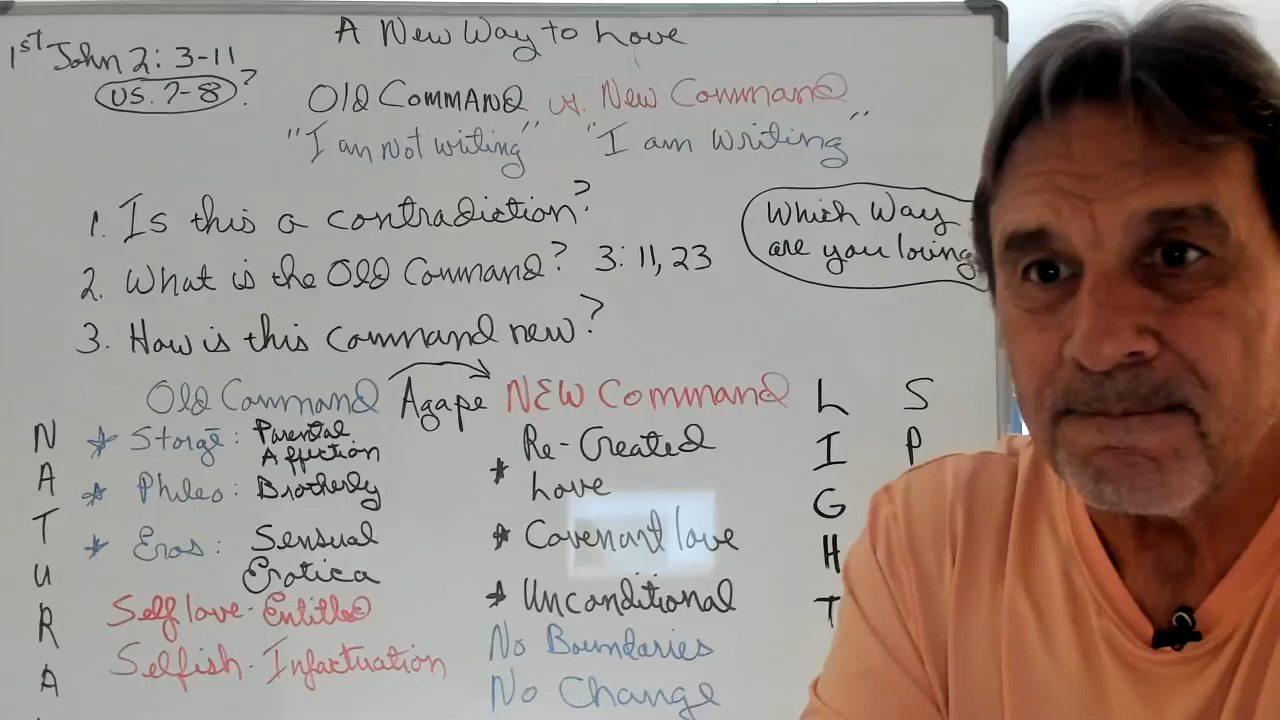 A New Way to Love
1st John 2: 3-11
vs. 7-8 ?
Old Command vs. New Command
"I am not writing" "I am writing"
1. Is this a contradiction?
2. What is the Old Command? 3: 11, 23
3. How is this command new?
Which Way
are you loving
Old Command Agape NEW Command
* Storgē: Parental
Affection
* Phileo: Brotherly
* Eros: Sensual
Erotica
Self love - Entitled
Selfish - Infactuation
* Re-Created
Love
* Covenant love
* Unconditional
No Boundaries
No Change
N
A
T
U
R
A
L
I
G
H
T
S
P